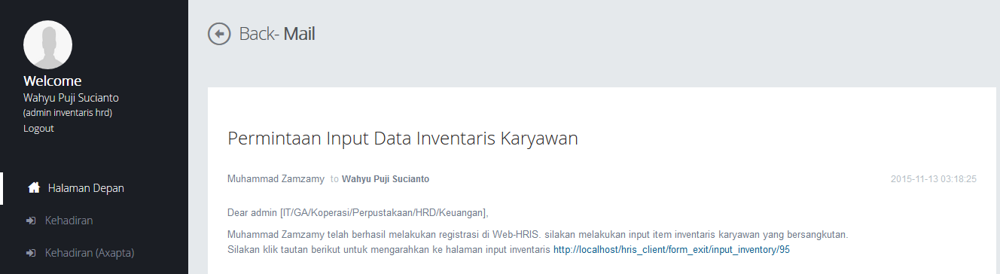 Welcome
Wahyu Puji Sucianto
(admin inventaris hrd)
Logout
Halaman Depan
Kehadiran
Kehadiran (Axapta)
Back- Mail
Permintaan Input Data Inventaris Karyawan
Muhammad Zamzamy to Wahyu Puji Sucianto 2015-11-13 03:18:25
Dear admin [IT/GA/Koperasi/Perpustakaan/HRD/Keuangan],
Muhammad Zamzamy telah berhasil melakukan registrasi di Web-HRIS. silakan melakukan input item inventaris karyawan yang bersangkutan.
Silakan klik tautan berikut untuk mengarahkan ke halaman input inventaris http://localhost/hris_client/form_exit/input_inventory/95